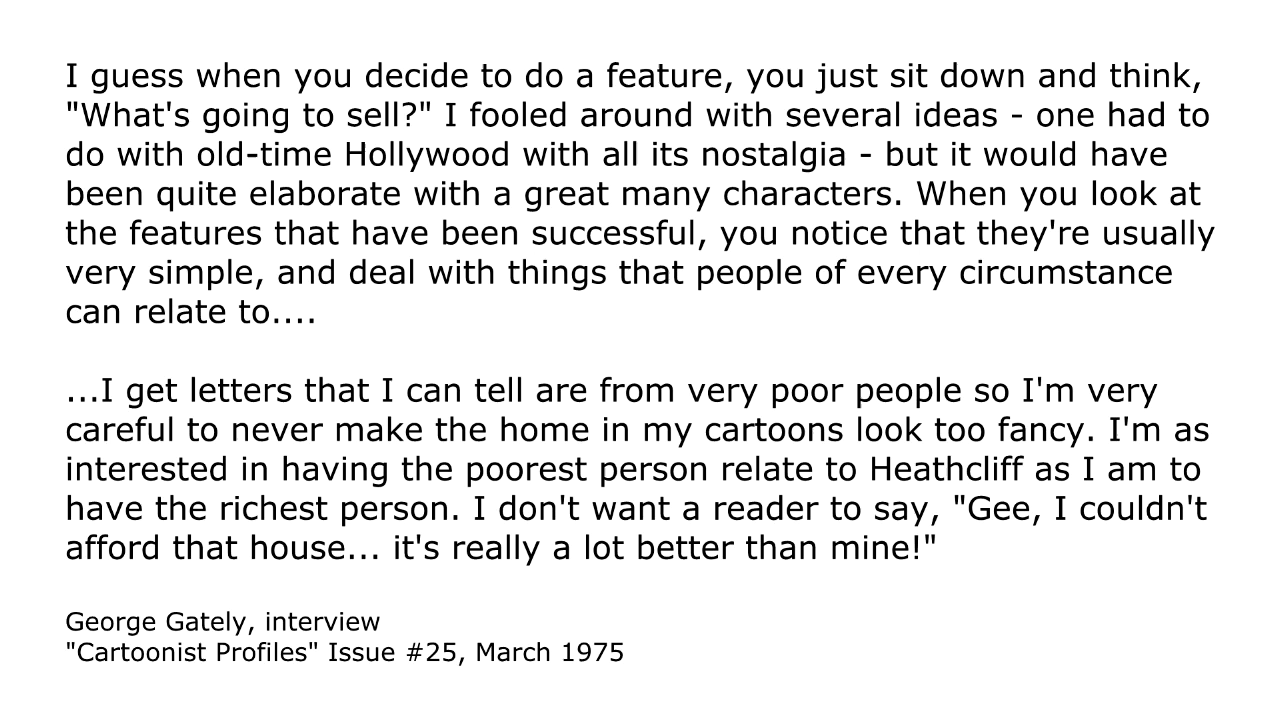 I guess when you decide to do a feature, you just sit down and think,
"What's going to sell?" I fooled around with several ideas - one had to
do with old-time Hollywood with all its nostalgia - but it would have
been quite elaborate with a great many characters. When you look at
the features that have been successful, you notice that they're usually
very simple, and deal with things that people of every circumstance
can relate to....
...I get letters that I can tell are from very poor people so I'm very
careful to never make the home in my cartoons look too fancy. I'm as
interested in having the poorest person relate to Heathcliff as I am to
have the richest person. I don't want a reader to say, "Gee, I couldn't
afford that house... it's really a lot better than mine!"
George Gately, interview
"Cartoonist Profiles" Issue #25, March 1975